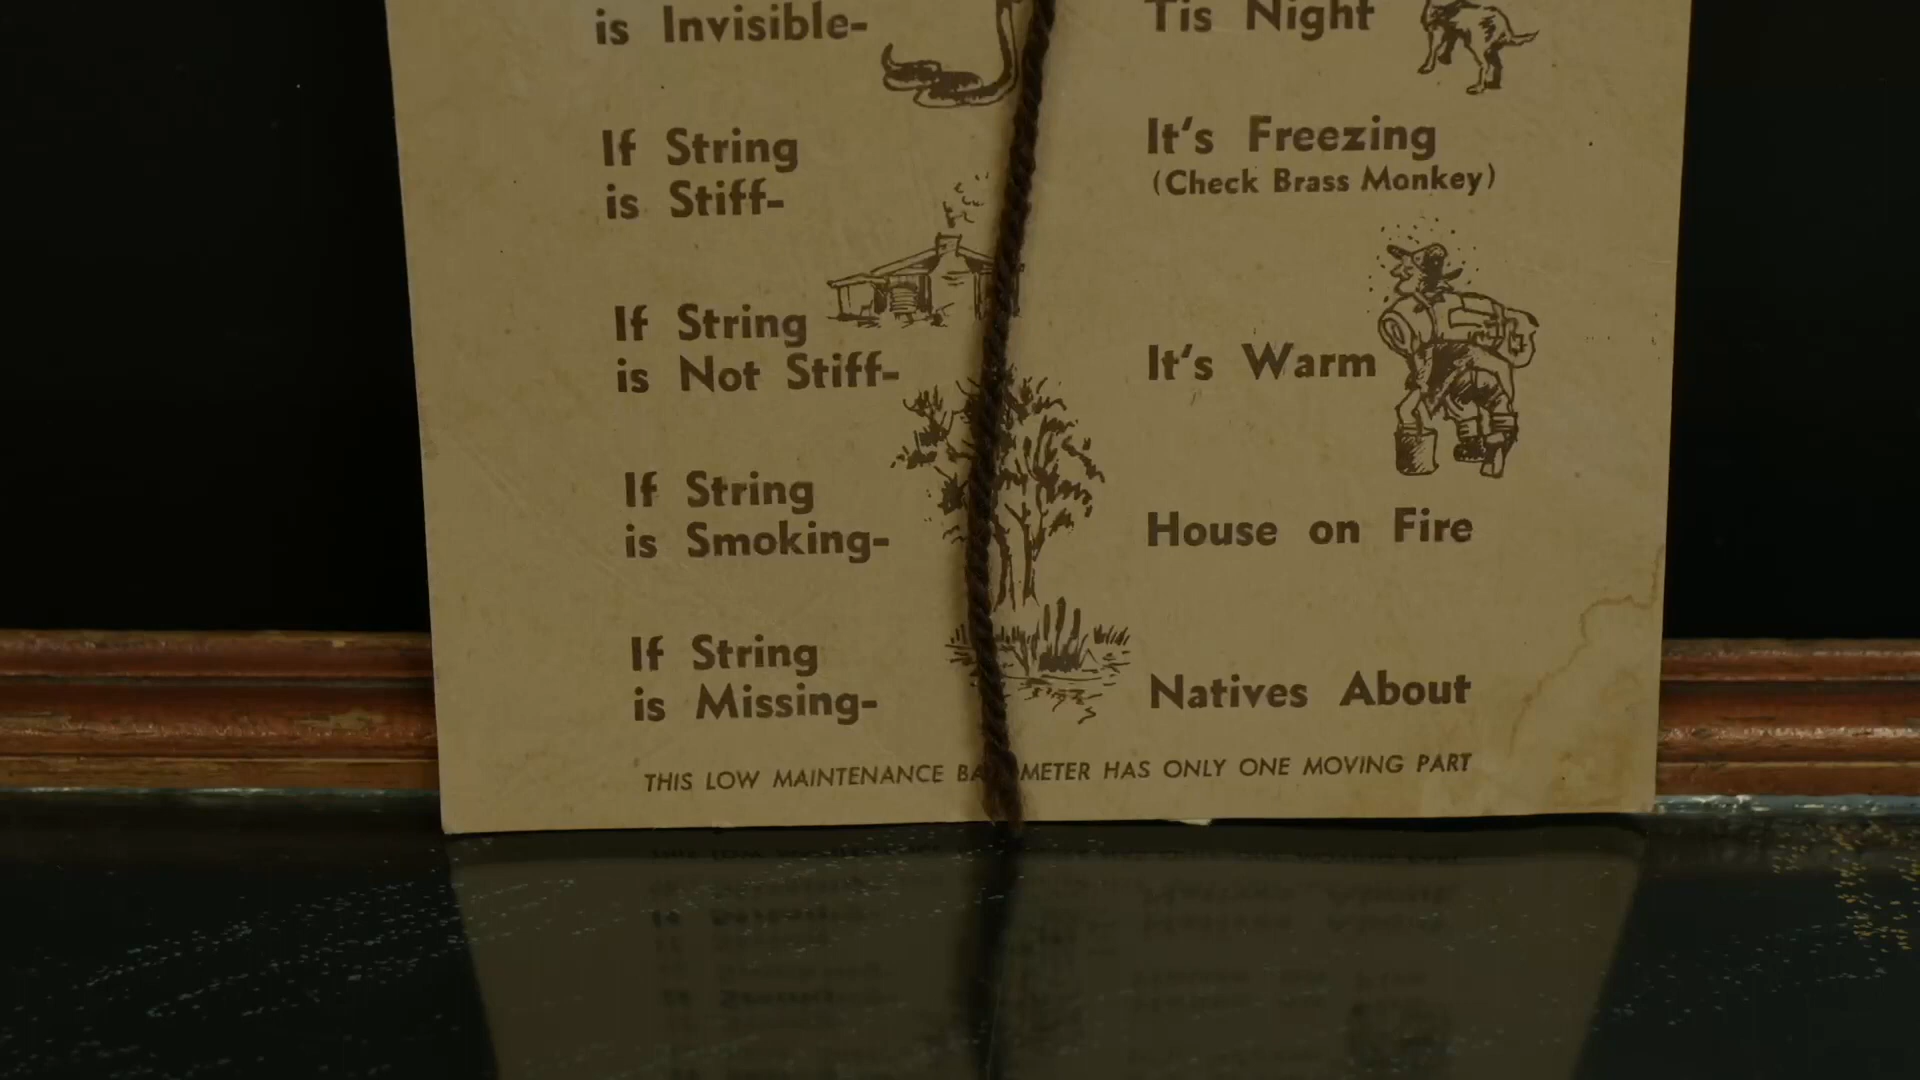 is Invisible-
Tis Night
If String
is Stiff-
It's Freezing
(Check Brass Monkey)
If String
is Not Stiff-
It's Warm
If String
is Smoking-
House on Fire
If String
is Missing-
Natives About
THIS LOW MAINTENANCE BA METER HAS ONLY ONE MOVING PART